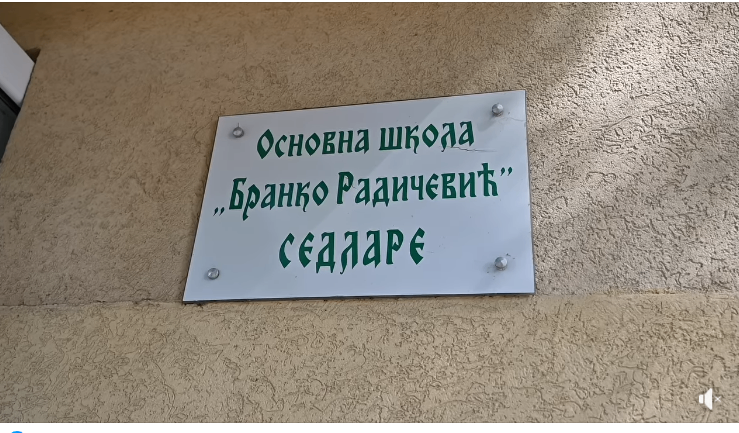 Основна школа
„Бранко Радичевић”
СЕДЛАРЕ